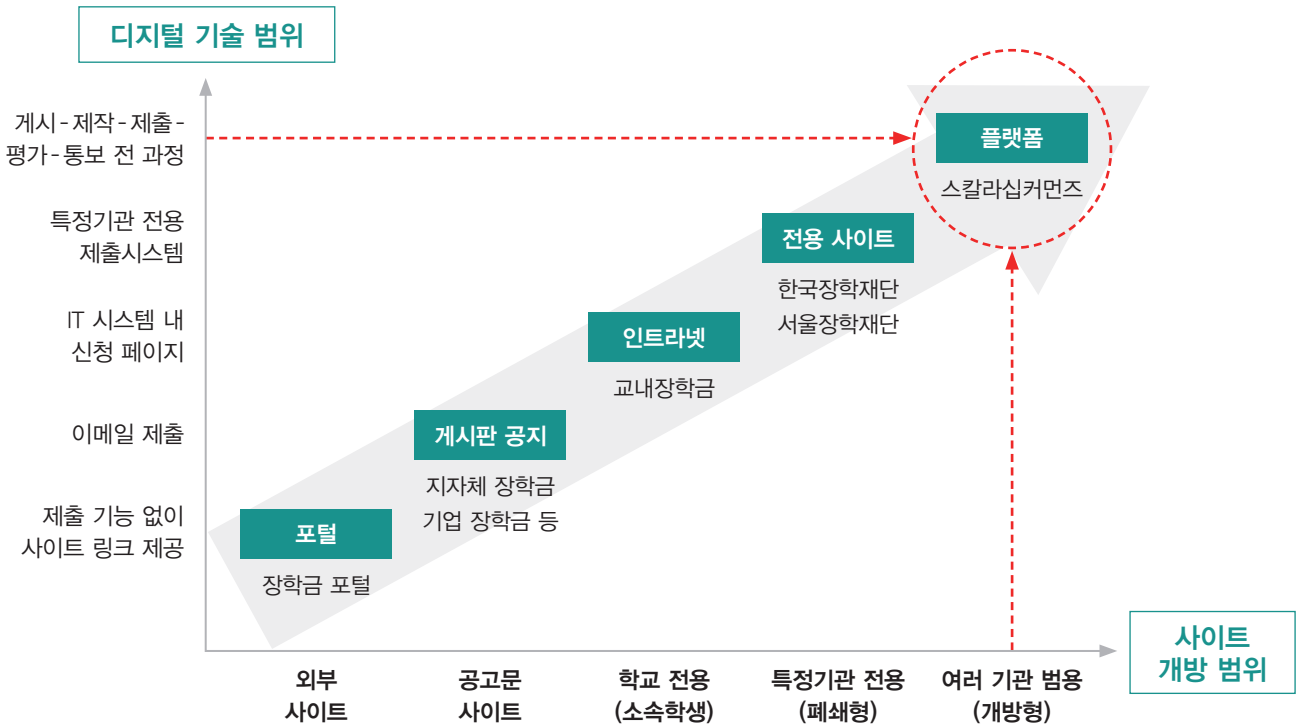 디지털 기술 범위
게시-제작-제출-
평가-통보 전 과정
특정기관 전용
제출시스템
IT 시스템 내
신청 페이지
이메일 제출
제출 기능 없이
사이트 링크 제공
플랫폼
스칼라십커먼즈
전용 사이트
한국장학재단
서울장학재단
인트라넷
교내장학금
게시판 공지
지자체 장학금
기업 장학금 등
포털
장학금 포털
외부
사이트
공고문
사이트
학교 전용
(소속학생)
특정기관 전용
(폐쇄형)
여러 기관 범용
(개방형)
사이트
개방 범위